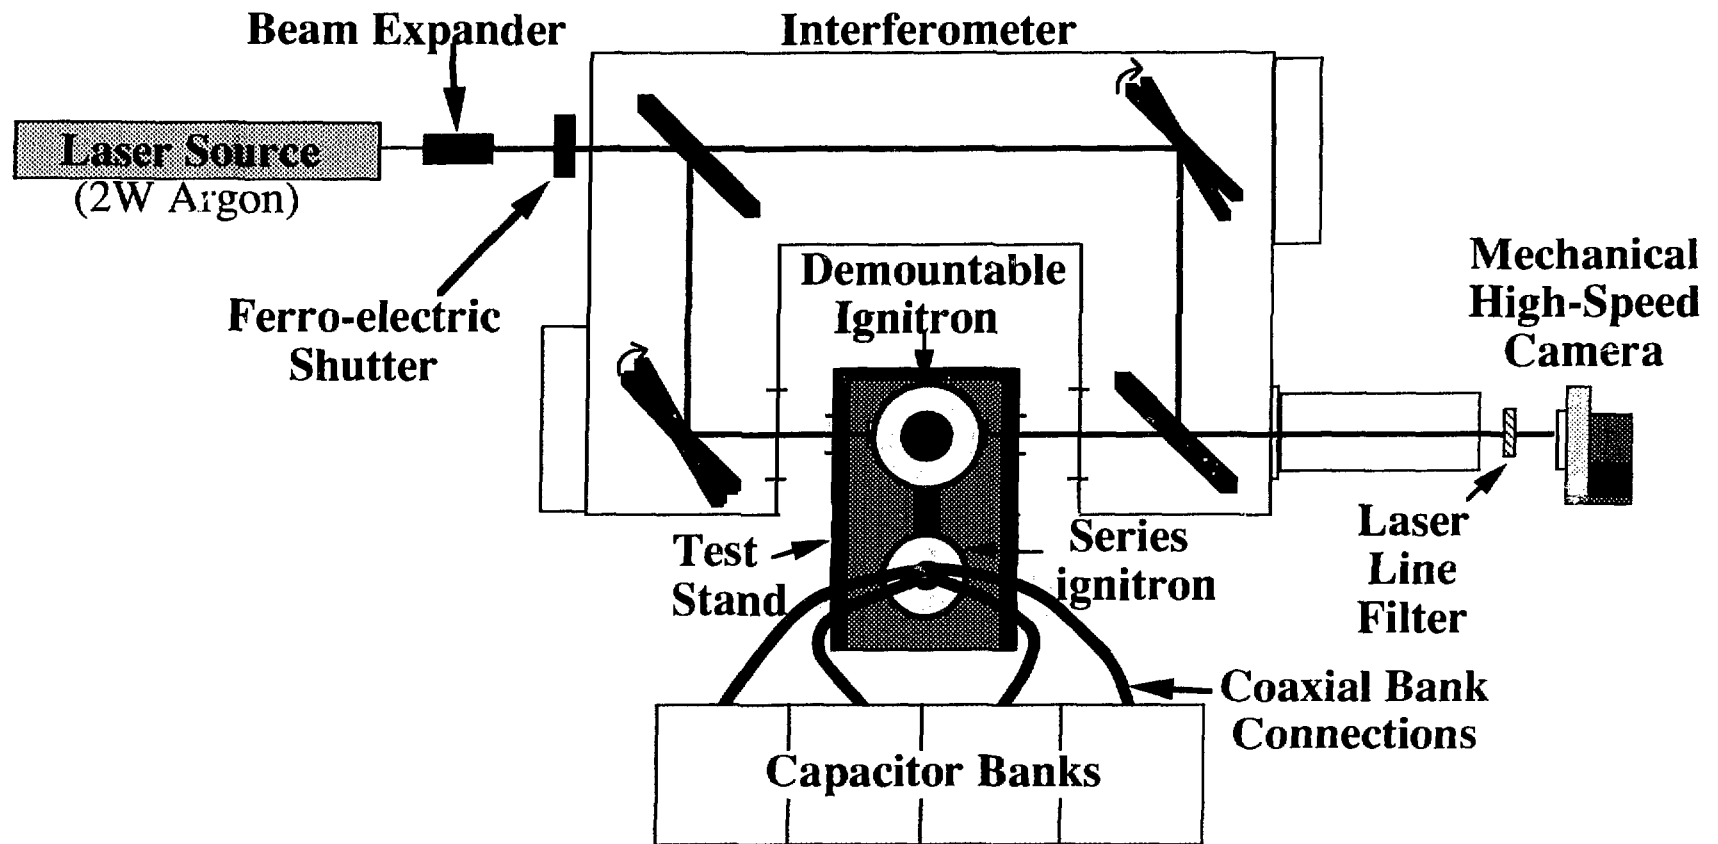 Beam Expander
Interferometer
Laser Source
(2W Argon)
Ferro-electric
Shutter
Demountable
Ignitron
Mechanical
High-Speed
Camera
Test
Stand
Series
ignitron
Laser
Line
Filter
Coaxial Bank
Connections
Capacitor Banks